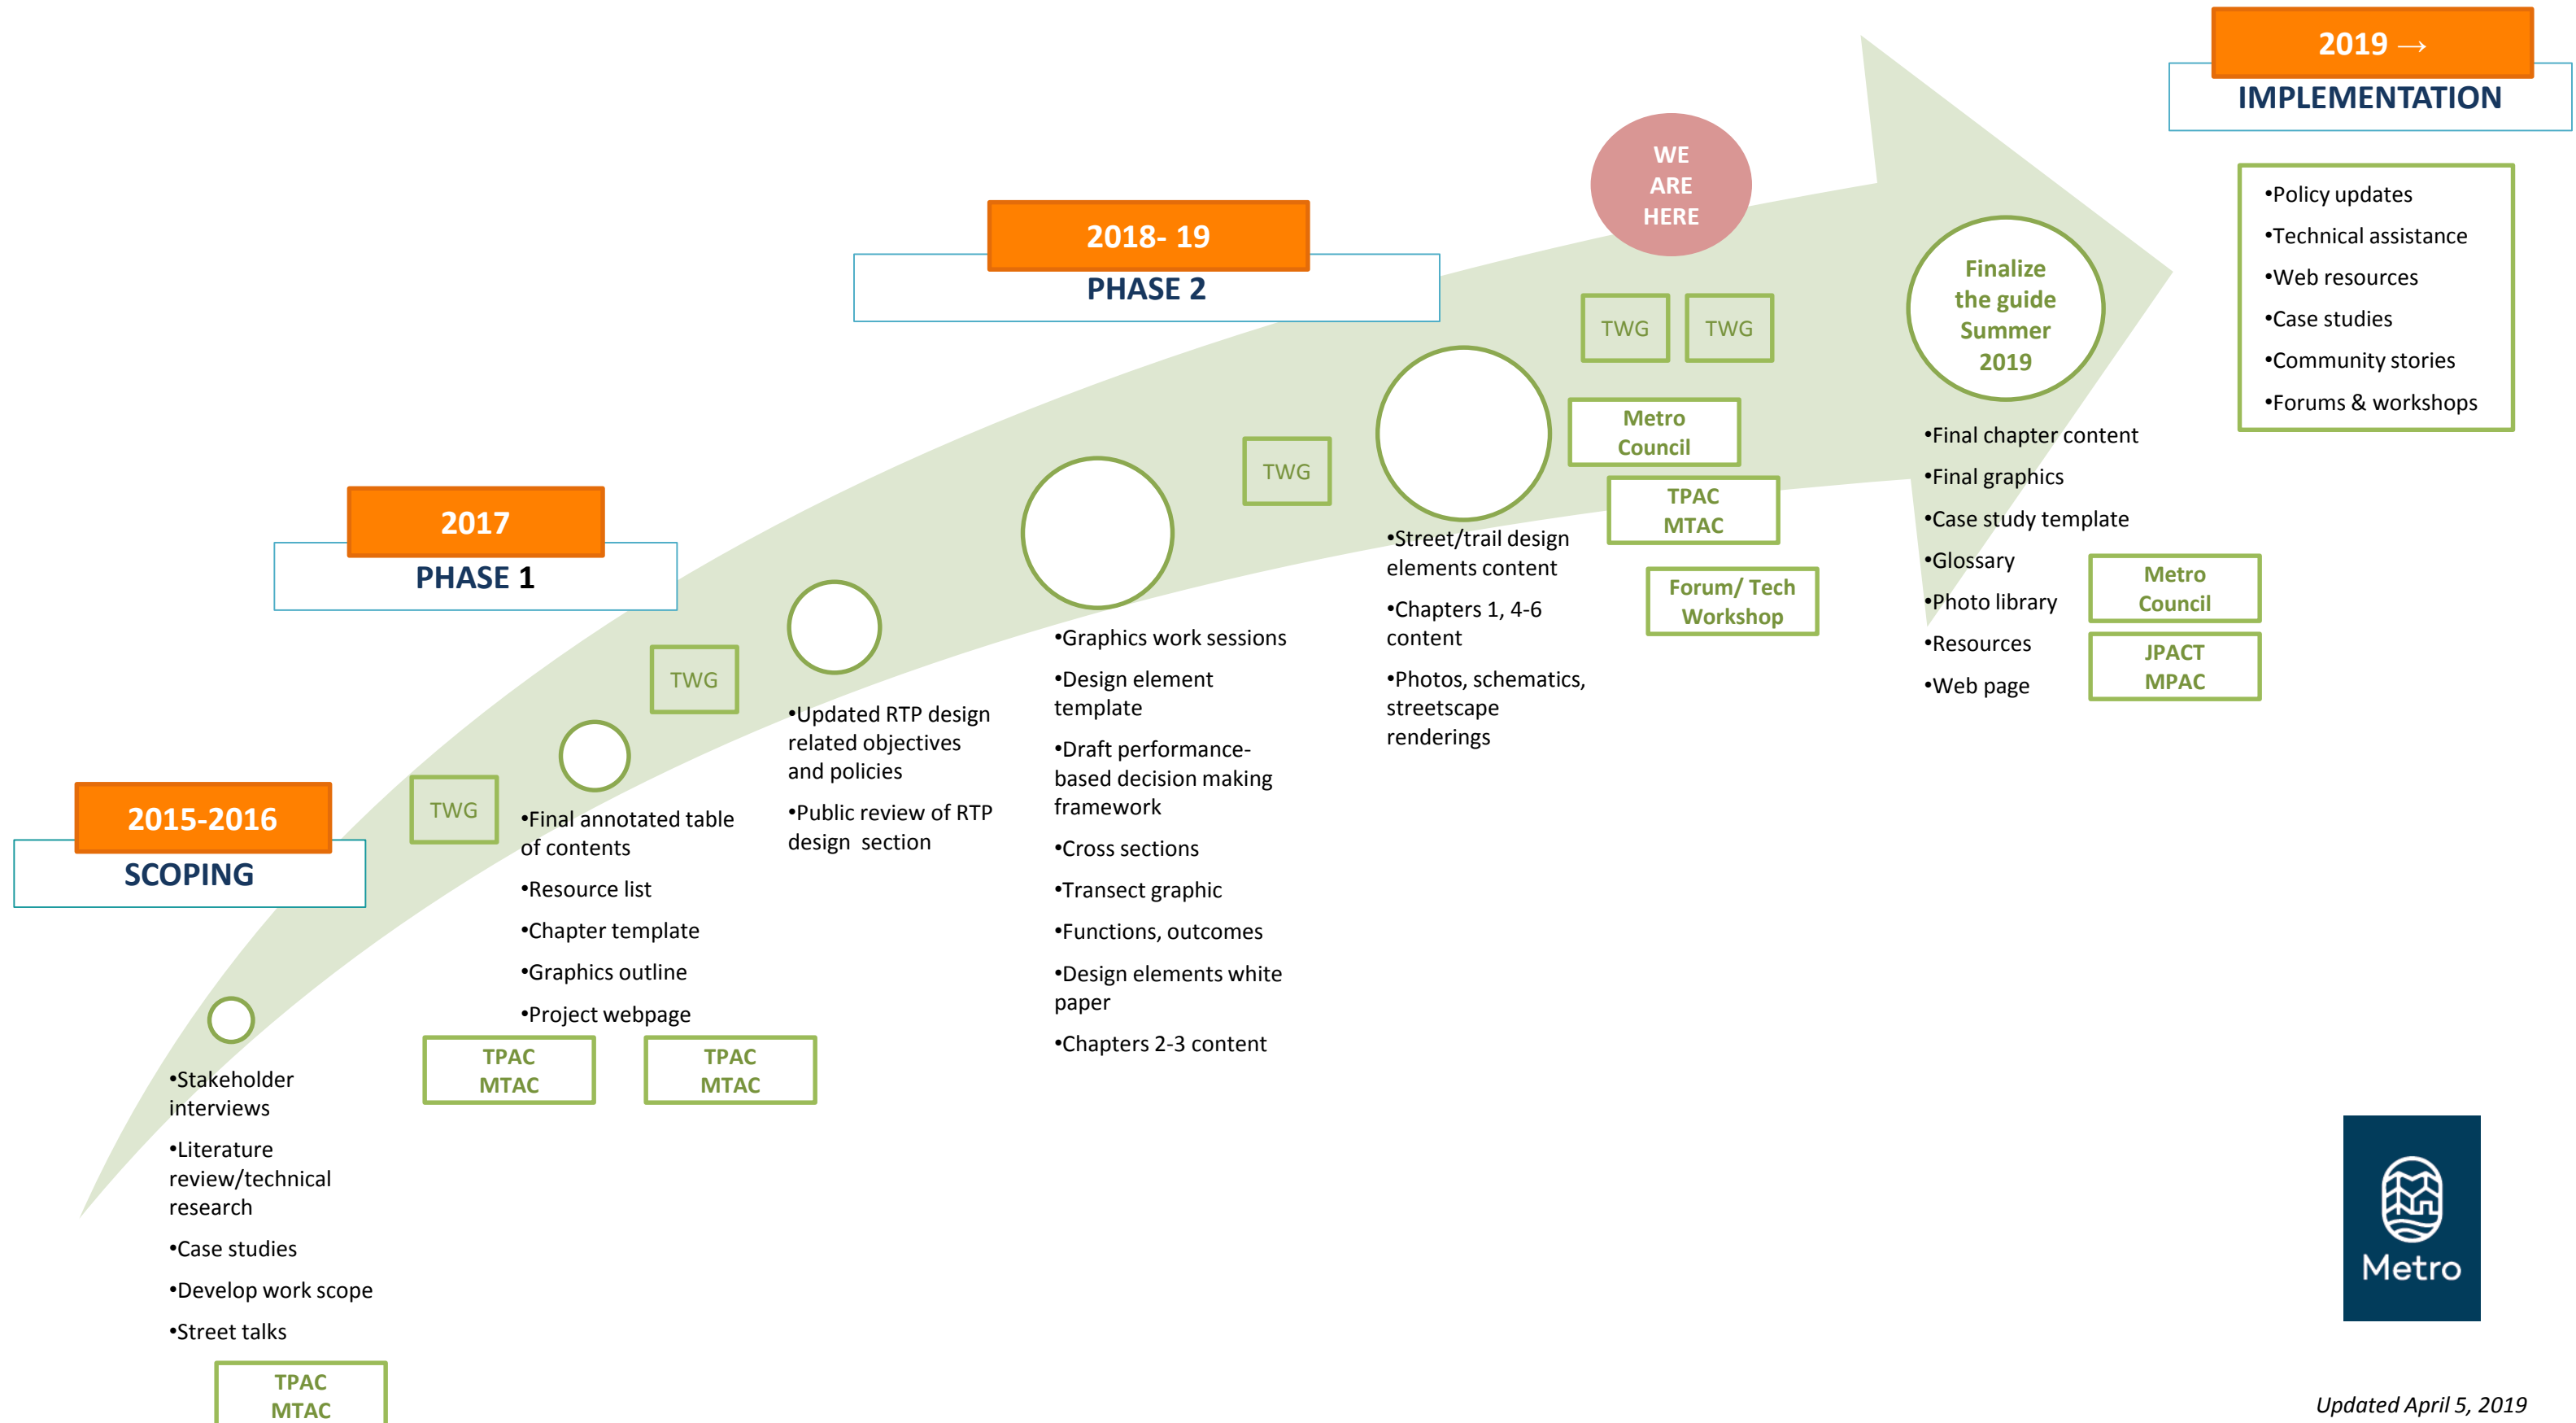 2015-2016
SCOPING
•Stakeholder
interviews
•Literature
review/technical
research
•Case studies
•Develop work scope
•Street talks
TPAC
MTAC
2017
PHASE 1
TWG
TWG
•Final annotated table
of contents
•Resource list
•Chapter template
•Graphics outline
•Project webpage
TPAC
MTAC
TPAC
MTAC
•Updated RTP design
related objectives
and policies
•Public review of RTP
design section
2018- 19
PHASE 2
•Graphics work sessions
•Design element
template
•Draft performance-
based decision making
framework
•Cross sections
•Transect graphic
•Functions, outcomes
•Design elements white
paper
•Chapters 2-3 content
TWG
•Street/trail design
elements content
•Chapters 1, 4-6
content
•Photos, schematics,
streetscape
renderings
WE
ARE
HERE
TWG
TWG
Metro
Council
TPAC
MTAC
Forum/ Tech
Workshop
Finalize
the guide
Summer
2019
•Final chapter content
•Final graphics
•Case study template
•Glossary
•Photo library
•Resources
•Web page
Metro
Council
JPACT
MPAC
2019 →
IMPLEMENTATION
•Policy updates
•Technical assistance
•Web resources
•Case studies
•Community stories
•Forums & workshops
Metro
Updated April 5, 2019